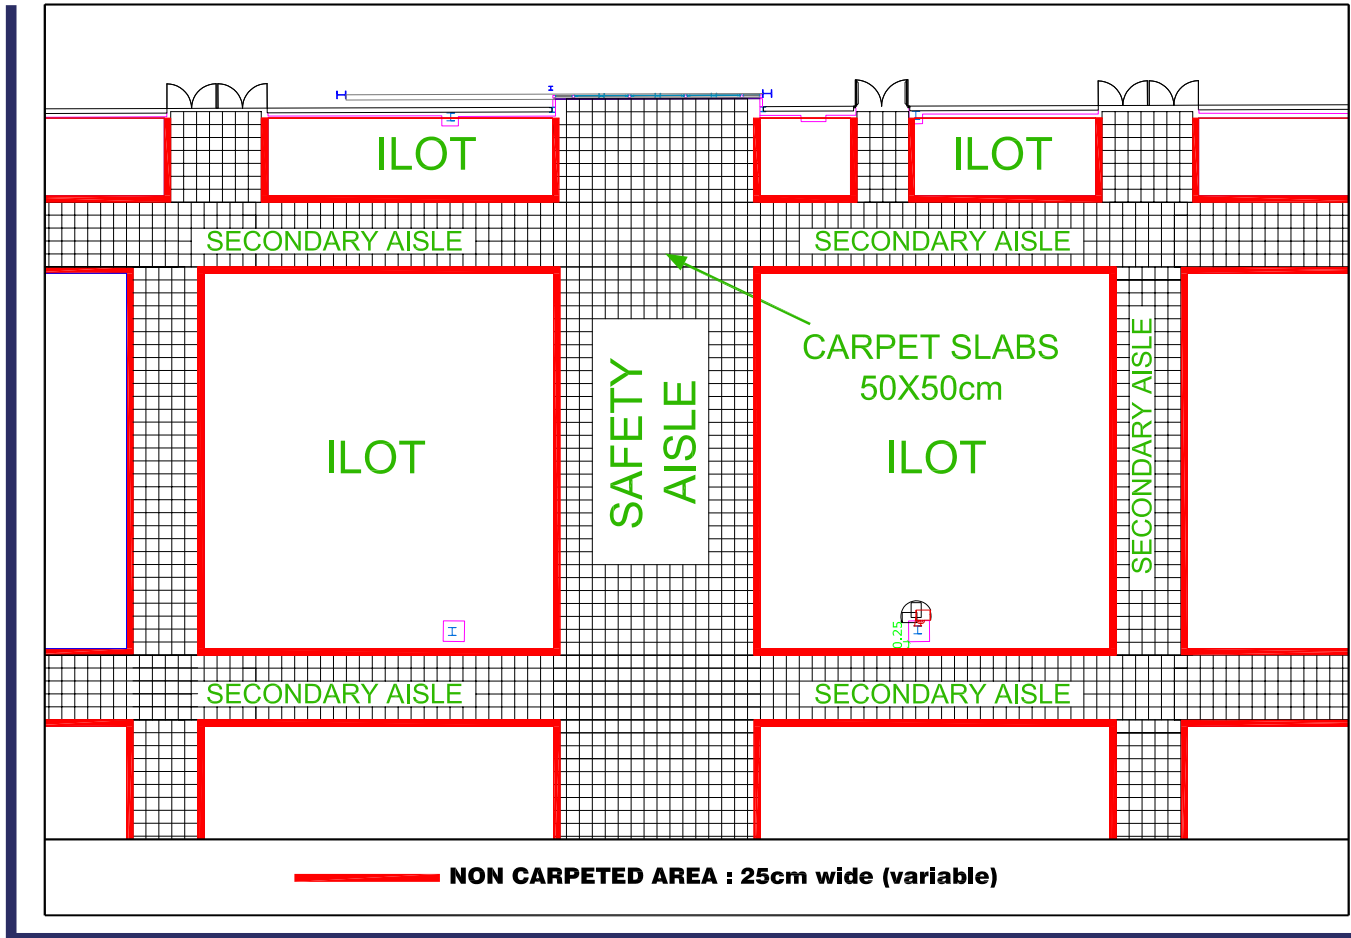 ILOT
ILOT
SECONDARY AISLE
SECONDARY AISLE
CARPET SLABS
50X50cm
SAFETY
AISLE
ILOT
ILOT
SECONDARY AISLE
0.25
SECONDARY AISLE
SECONDARY AISLE
NON CARPETED AREA : 25cm wide (variable)